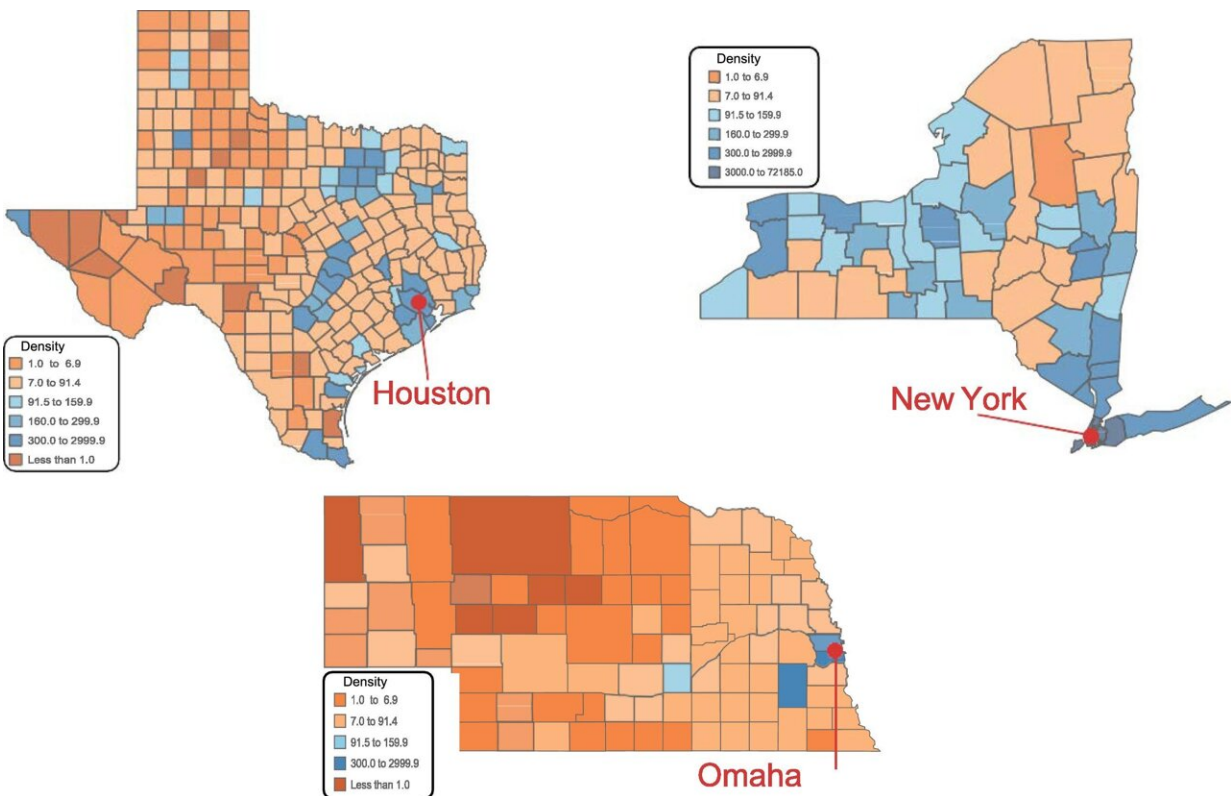 Density
1.0 to 6.9
7.0 to 91.4
91.5 to 159.9
160.0 to 299.9
300.0 to 2999.9
Less than 1.0
Houston
Density
1.0 to 6.9
7.0 to 91.4
91.5 to 159.9
160.0 to 299.9
300.0 to 2999.9
3000.0 to 72185.0
New York
Density
1.0 to 6.9
7.0 to 91.4
91.5 to 159.9
300.0 to 2999.9
Less than 1.0
Omaha